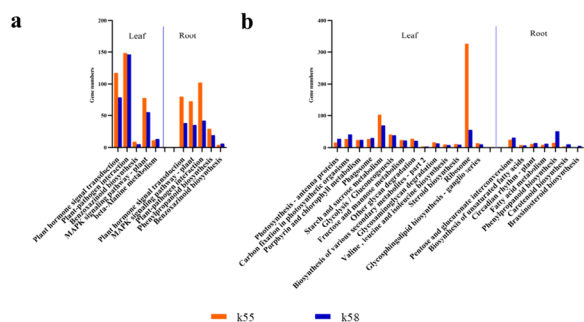 a
Leaf
Root
Gene numbers
200
150
100
50
0
Plant hormone signal transduction
Plant-pathogen interaction
Benzoxazinoid biosynthesis
MAPK signaling pathway - plant
beta-Alanine metabolism
Plant hormone signal transduction
MAPK signaling pathway - plant
Plant-pathogen interaction
Phenylpropanoid biosynthesis
Benzoxazinoid biosynthesis
b
Leaf
Root
Gene numbers
400
300
200
100
0
Photosynthesis - antenna proteins
Carbon fixation in photosynthetic organisms
Porphyrin and chlorophyll metabolism
Phagosome
Starch and sucrose metabolism
Glycolysis / Gluconeogenesis
Fructose and mannose metabolism
Other glycan degradation
Biosynthesis of various secondary metabolites - part 2
Glycosaminoglycan degradation
Valine, leucine and isoleucine biosynthesis
Steroid biosynthesis
Ribosome
Glycosphingolipid biosynthesis - ganglio series
Pentose and glucuronate interconversions
Biosynthesis of unsaturated fatty acids
Circadian rhythm - plant
Fatty acid metabolism
Phenylpropanoid biosynthesis
Carotenoid biosynthesis
Brassinosteroid biosynthesis
k55
k58